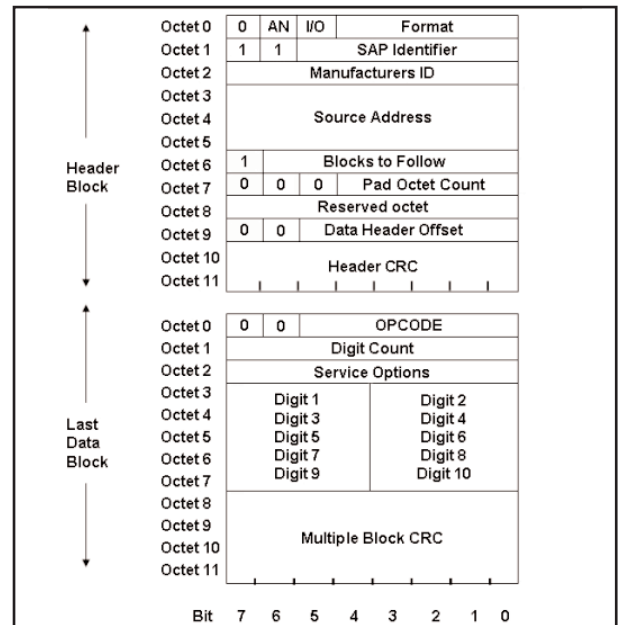 Octet 0 0 AN I/O Format
Octet 1 1 1 SAP Identifier
Octet 2 Manufacturers ID
Octet 3
Octet 4 Source Address
Octet 5
Octet 6 1 Blocks to Follow
Header Block
Octet 7 0 0 0 Pad Octet Count
Octet 8 Reserved octet
Octet 9 0 0 Data Header Offset
Octet 10
Header CRC
Octet 11
Octet 0 0 0 OPCODE
Octet 1 Digit Count
Octet 2 Service Options
Octet 3 Digit 1 Digit 2
Octet 4 Digit 3 Digit 4
Last Data Block
Octet 5 Digit 5 Digit 6
Octet 6 Digit 7 Digit 8
Octet 7 Digit 9 Digit 10
Octet 8
Octet 9
Multiple Block CRC
Octet 10
Octet 11
Bit 7 6 5 4 3 2 1 0